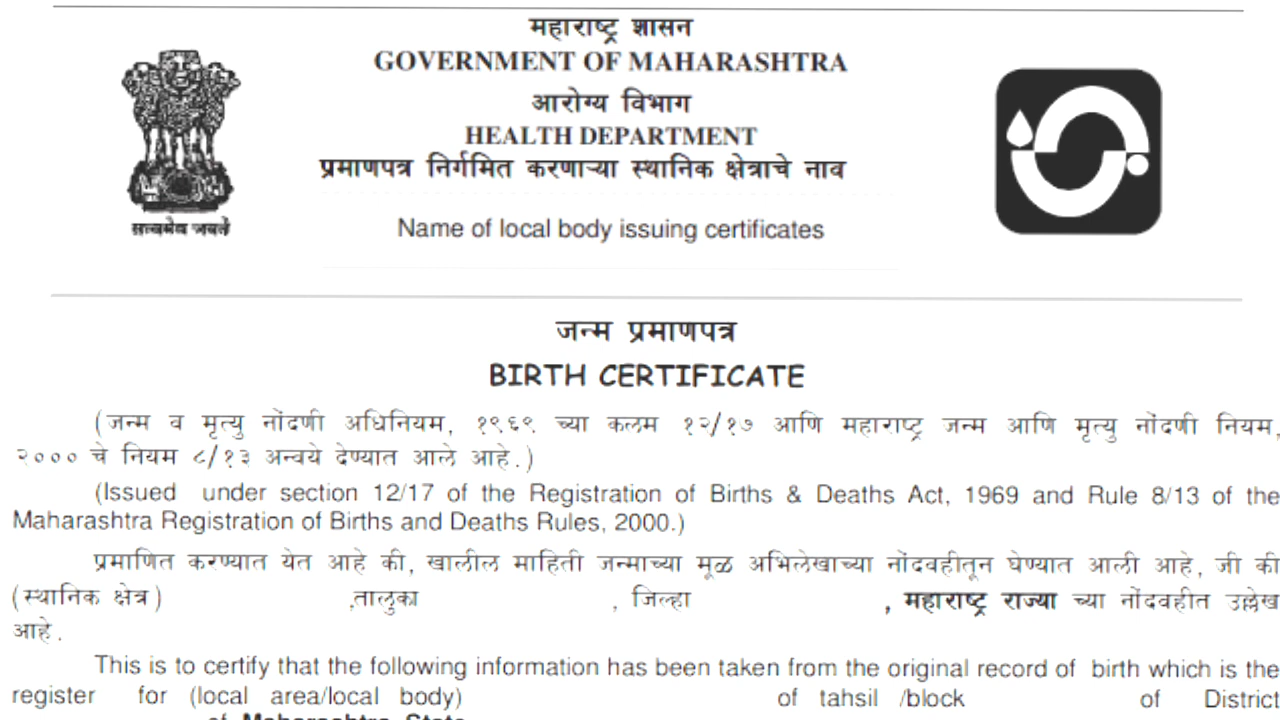 महाराष्ट्र शासन
GOVERNMENT OF MAHARASHTRA
आरोग्य विभाग
HEALTH DEPARTMENT
प्रमाणपत्र निर्गमित करणाऱ्या स्थानिक क्षेत्राचे नाव
सत्यमेव जयते
Name of local body issuing certificates
जन्म प्रमाणपत्र
BIRTH CERTIFICATE
(जन्म व मृत्यु नोंदणी अधिनियम, १९६९ च्या कलम १२/१७ आणि महाराष्ट्र जन्म आणि मृत्यु नोंदणी नियम,
२००० चे नियम ८/१३ अन्वये देण्यात आले आहे.)
(Issued under section 12/17 of the Registration of Births & Deaths Act, 1969 and Rule 8/13 of the
Maharashtra Registration of Births and Deaths Rules, 2000.)
प्रमाणित करण्यात येत आहे की, खालील माहिती जन्माच्या मूळ अभिलेखाच्या नोंदवहीतून घेण्यात आली आहे, जी की
(स्थानिक क्षेत्र) ,तालुका , जिल्हा , महाराष्ट्र राज्या च्या नोंदवहीत उल्लेख
आहे.
This is to certify that the following information has been taken from the original record of birth which is the
register for (local area/local body) of tahsil /block of District
of Maharashtra State